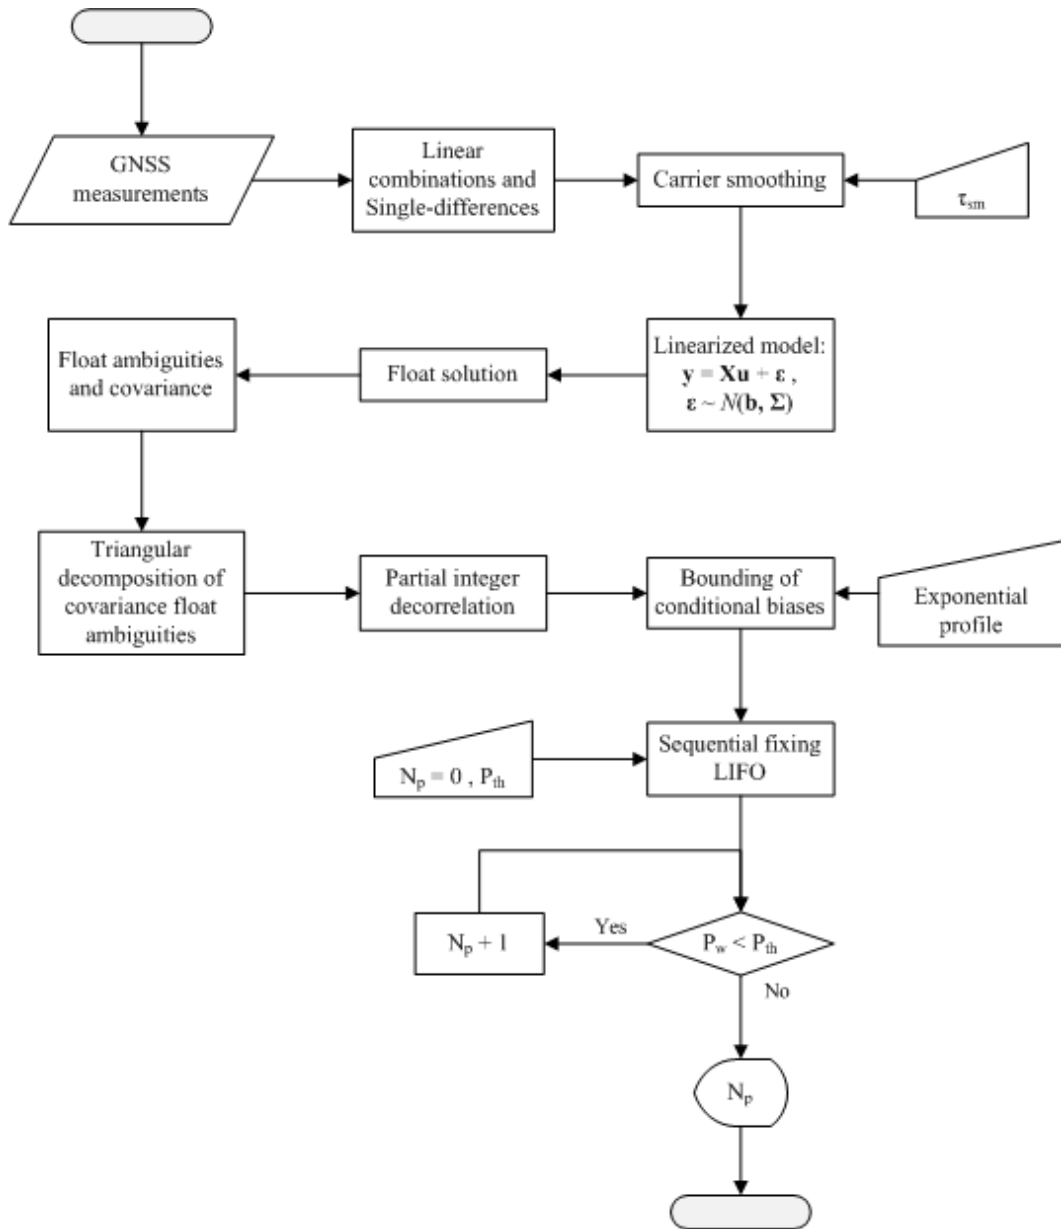 GNSS
measurements
Linear
combinations and
Single-differences
Carrier smoothing
τsm
Float ambiguities
and covariance
Float solution
Linearized model:
y = Xu + ε ,
ε ~ N(b, Σ)
Triangular
decomposition of
covariance float
ambiguities
Partial integer
decorrelation
Bounding of
conditional biases
Exponential
profile
Np = 0 , Pth
Sequential fixing
LIFO
Np + 1
Yes
Pw < Pth
No
Np